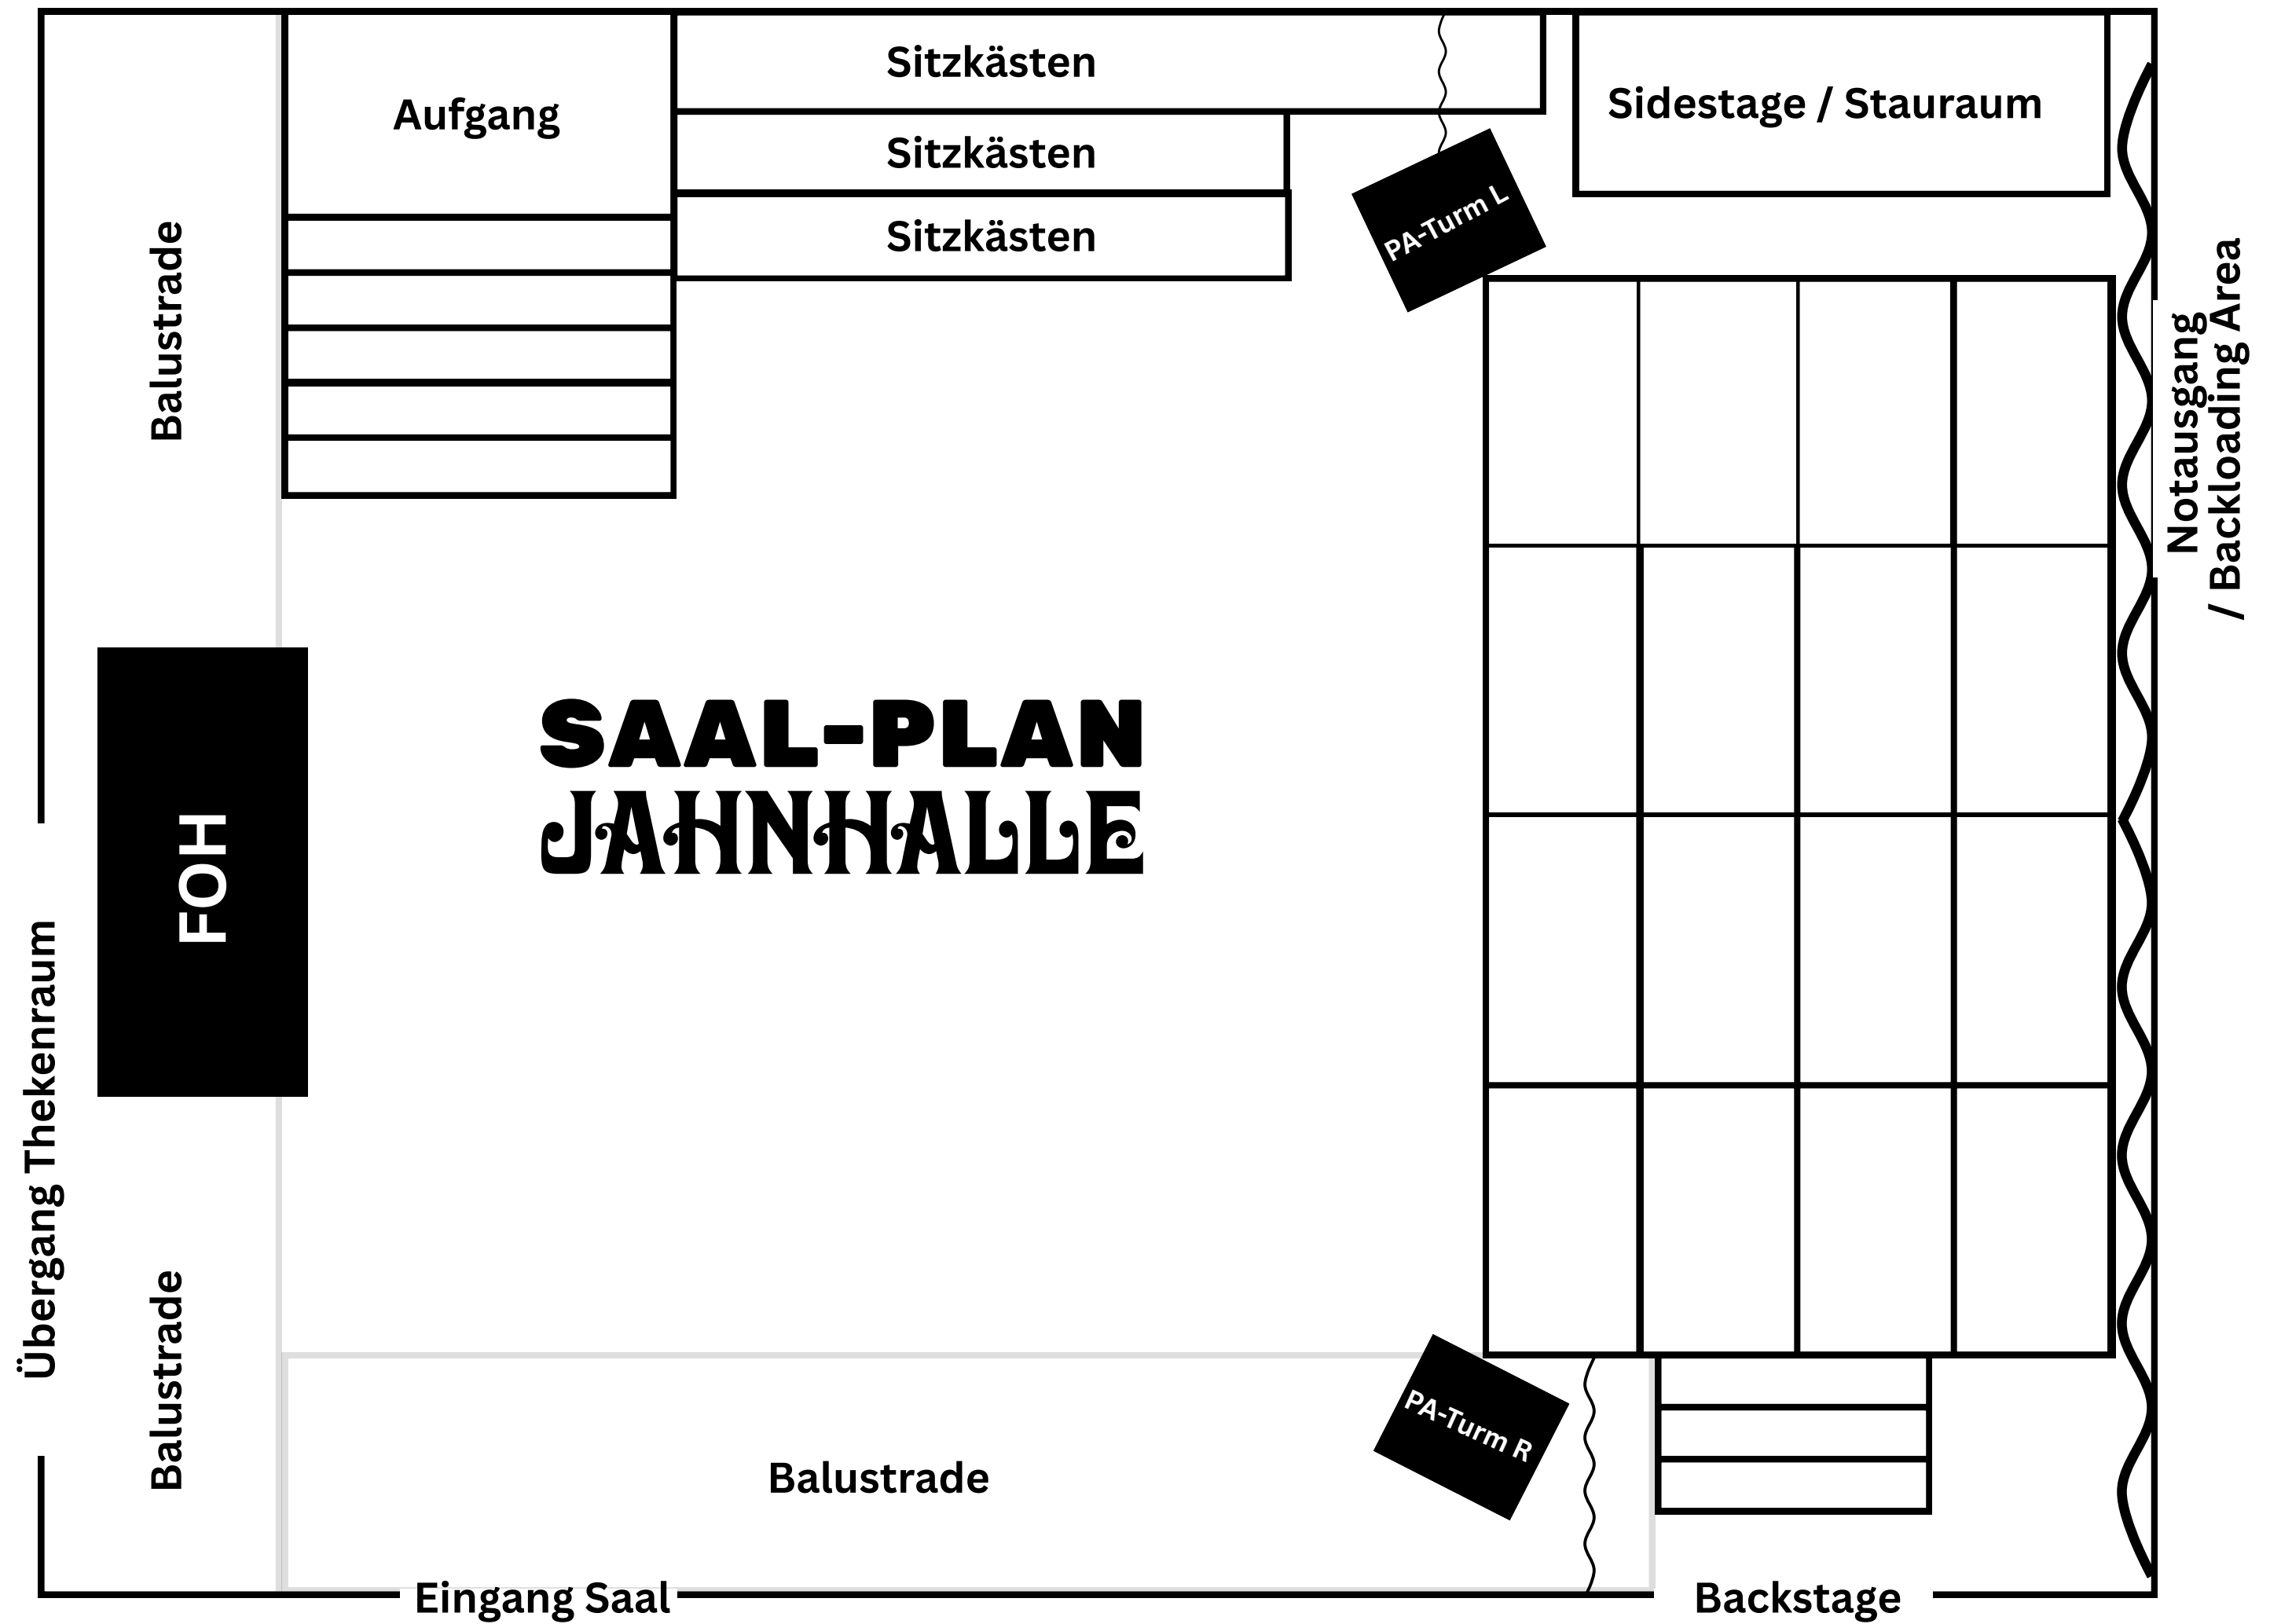 Sitzkästen
Aufgang
Sitzkästen
Sitzkästen
Sidestage / Stauraum
PA-Turm L
Balustrade
Notausgang
/ Backloading Area
SAAL-PLAN
JAHNHALLE
FOH
Übergang Thekenraum
Balustrade
Balustrade
PA-Turm R
Eingang Saal
Backstage